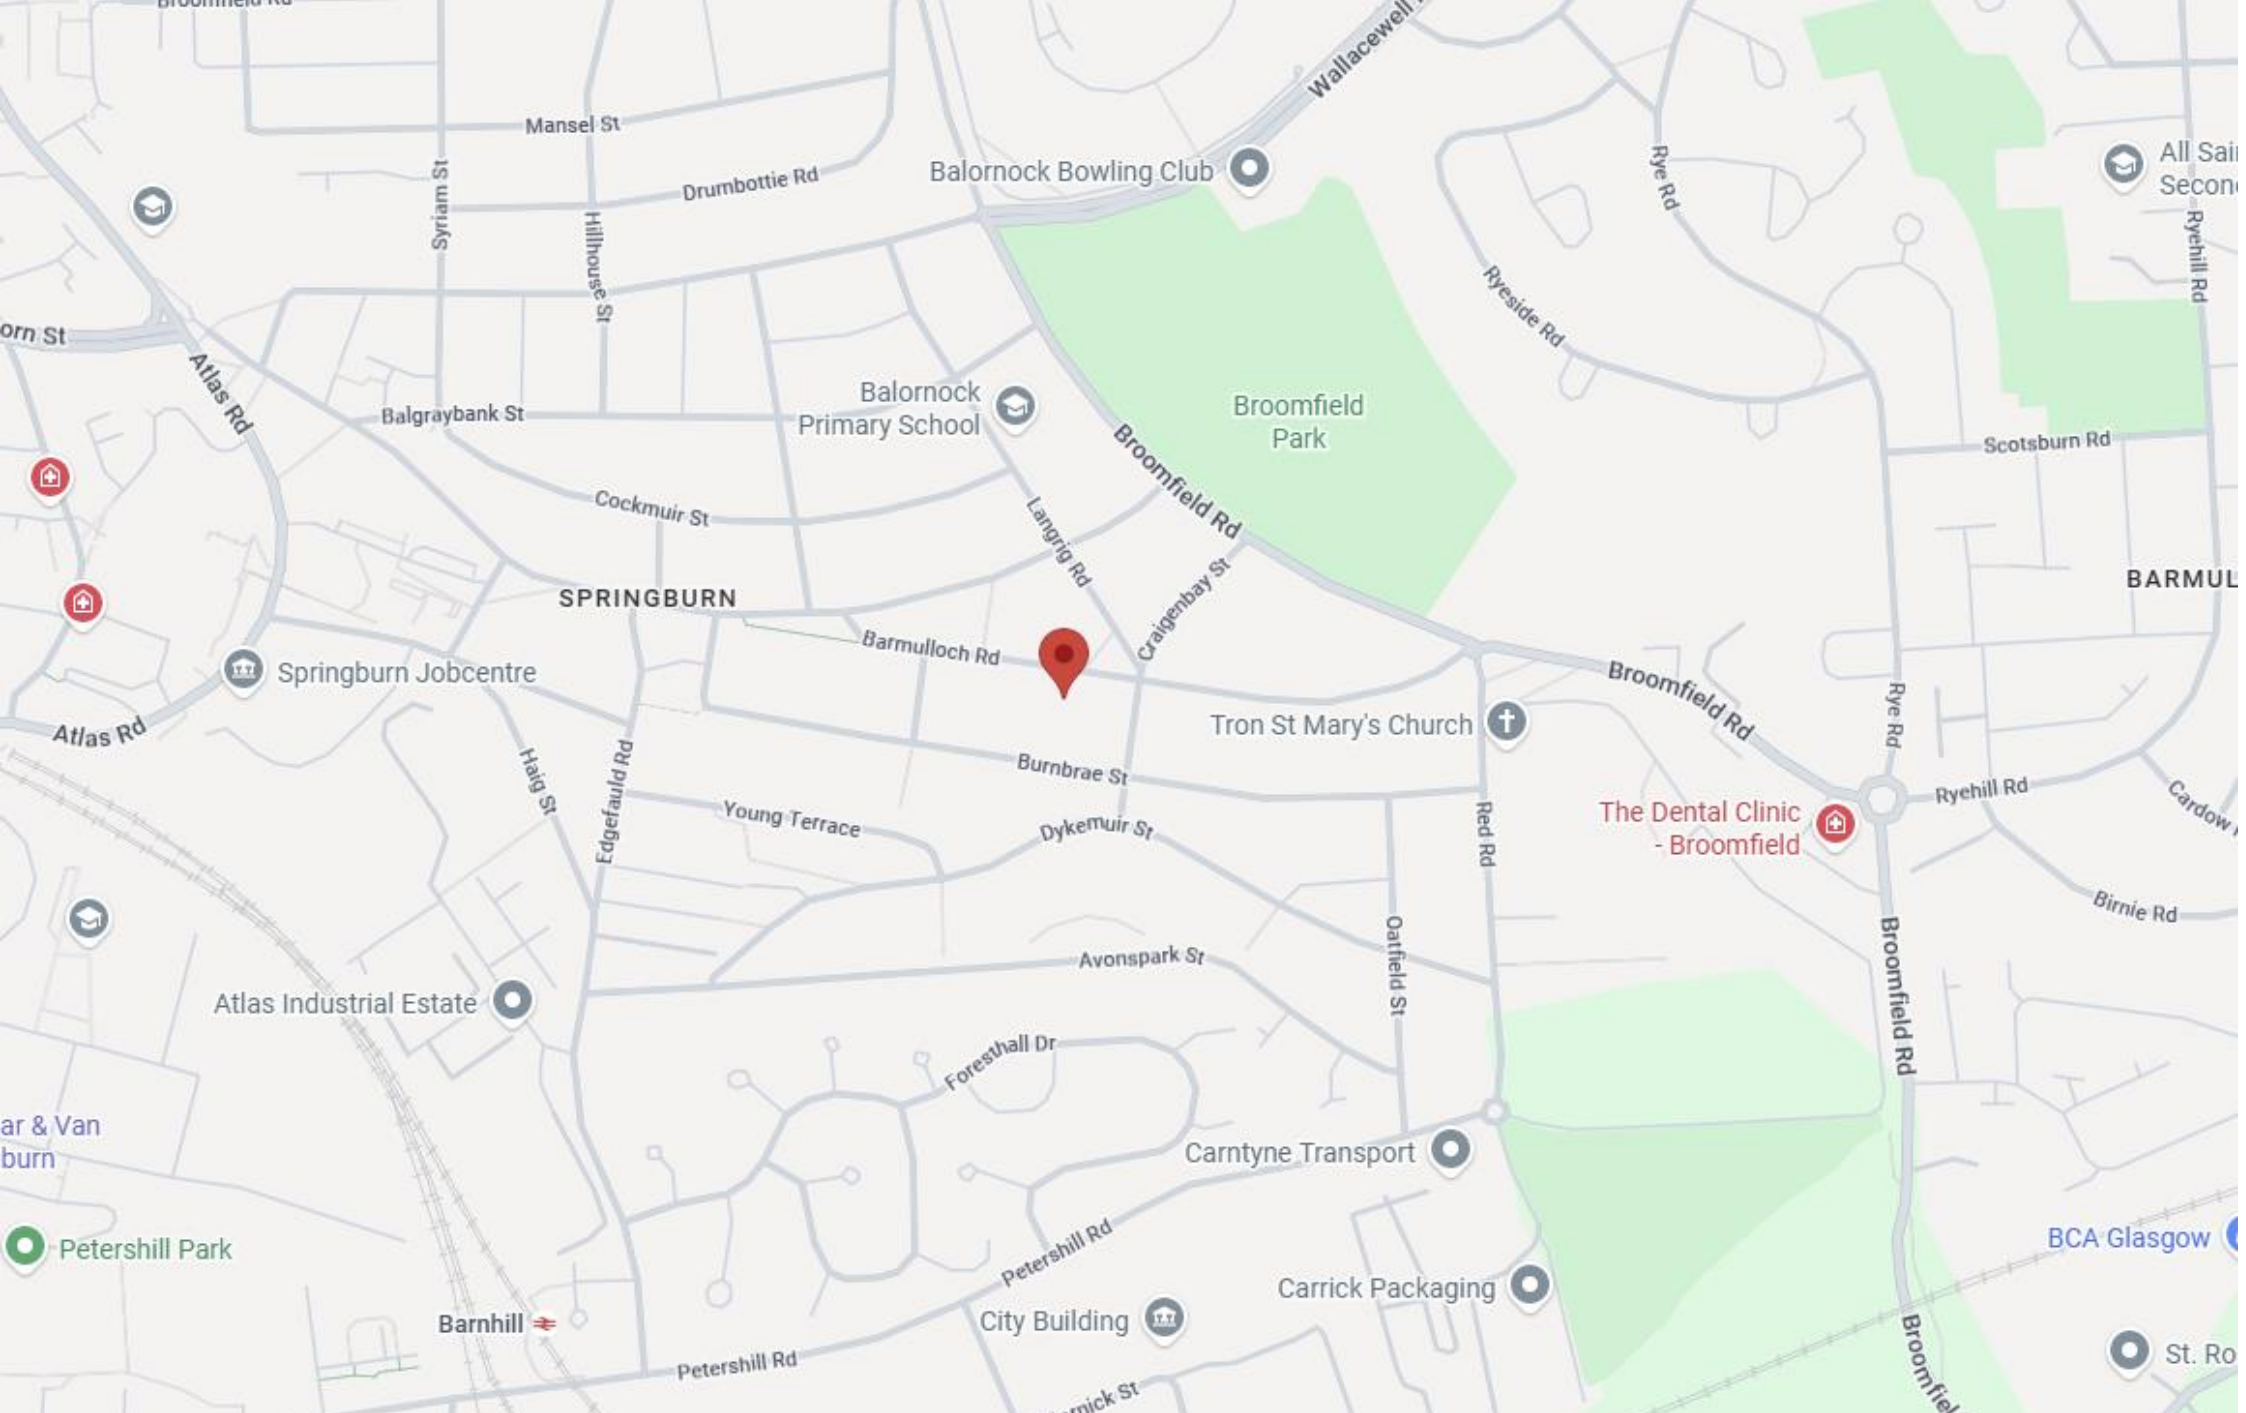 Broomfield Rd
Wallacewell
Mansel St
Syriam St
Drumbottie Rd
Hillhouse St
Balornock Bowling Club
Rye Rd
All Sai
Secon
Ryehill Rd
Ryeside Rd
orn St
Atlas Rd
Balgraybank St
Balornock
Primary School
Broomfield
Park
Broomfield Rd
Scotsburn Rd
Cockmuir St
Langrig Rd
Craigenbay St
SPRINGBURN
BARMUL
Barmulloch Rd
Springburn Jobcentre
Atlas Rd
Tron St Mary's Church
Broomfield Rd
Rye Rd
Haig St
Edgefauld Rd
Burnbrae St
Young Terrace
Dykemuir St
Red Rd
The Dental Clinic
- Broomfield
Ryehill Rd
Cardow
Birnie Rd
Avonspark St
Oatfield St
Broomfield Rd
Atlas Industrial Estate
Foresthall Dr
ar & Van
burn
Carntyne Transport
Petershill Park
Petershill Rd
BCA Glasgow
Carrick Packaging
City Building
Barnhill
Petershill Rd
rnick St
Broomfiel
St. Ro